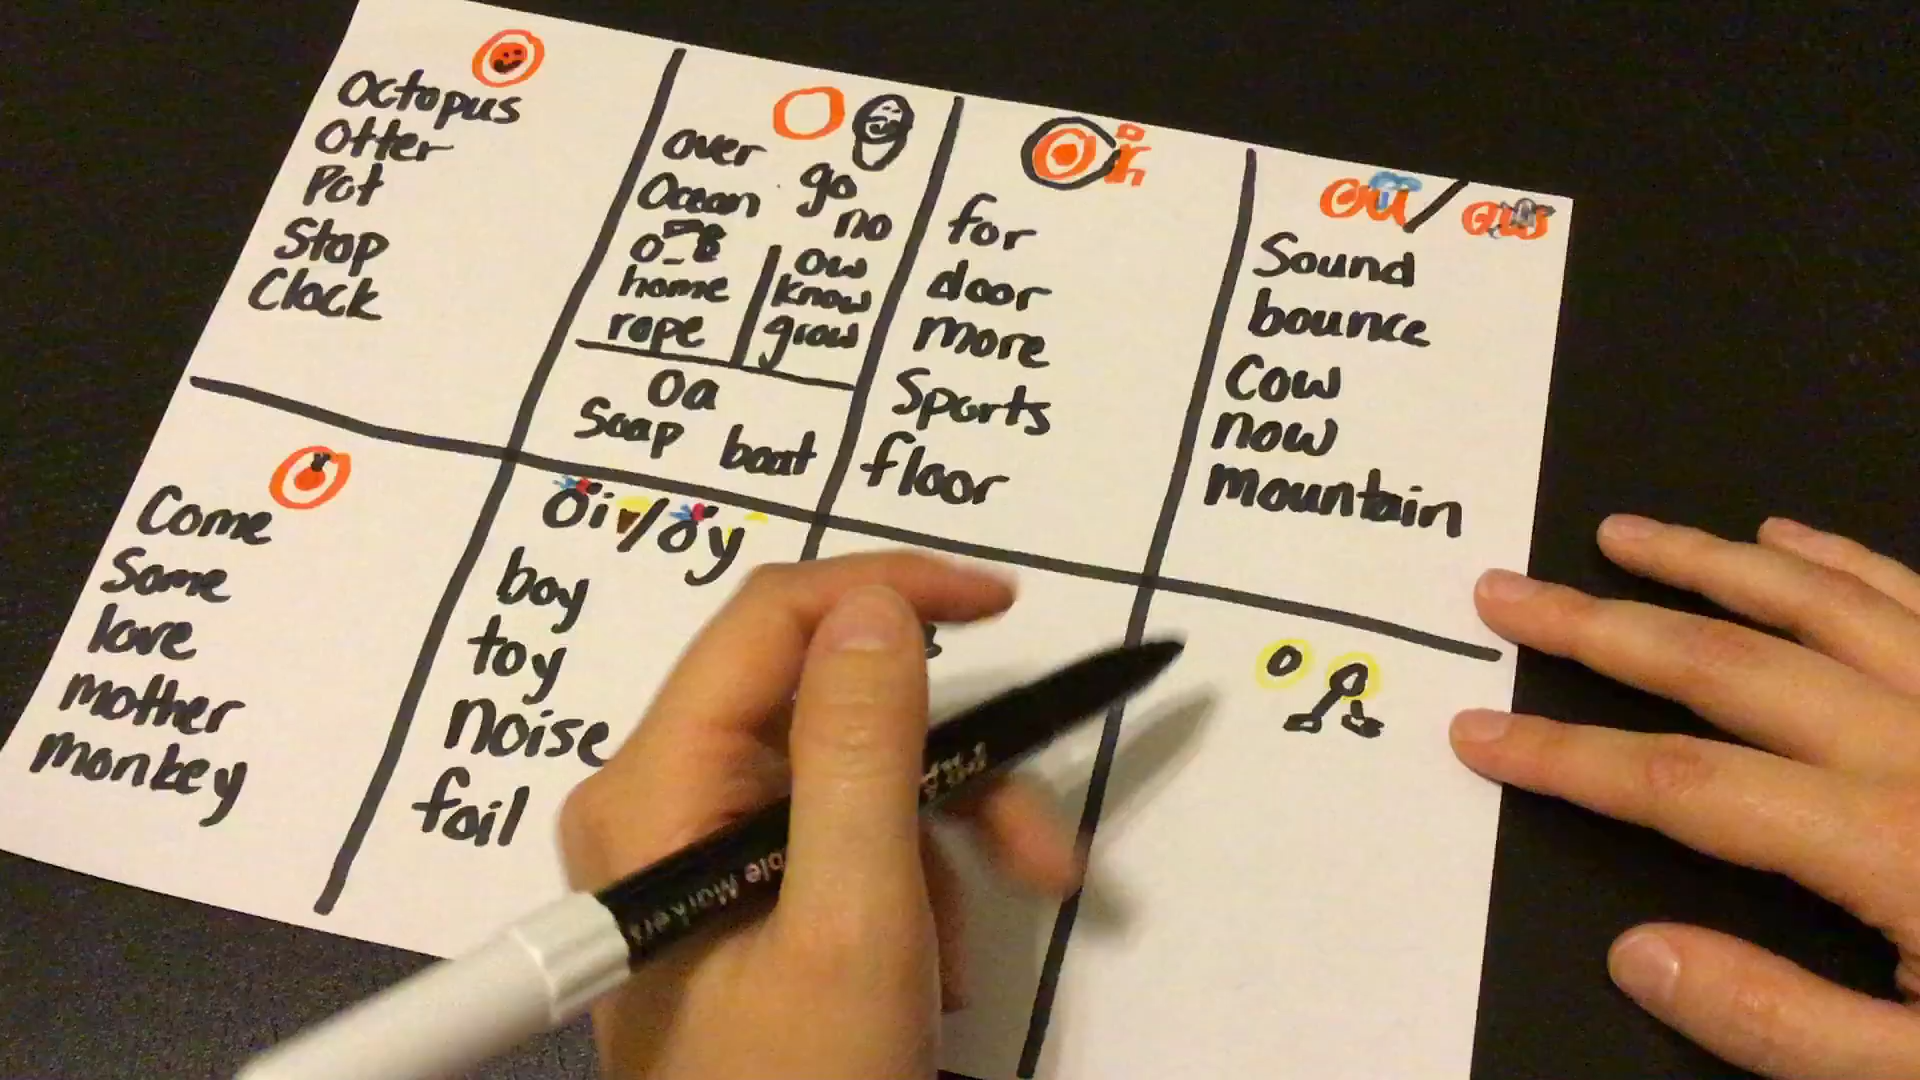 Octopus
Otter
Pot
Stop
Clock
O
over
go
Ocean
no
o_e
home
rope
ow
know
grow
oa
Soap boat
or
for
door
more
Sports
floor
ou/ow
Sound
bounce
Cow
now
mountain
Come
Some
love
mother
monkey
oi/oy
boy
toy
noise
foil
ble Markers